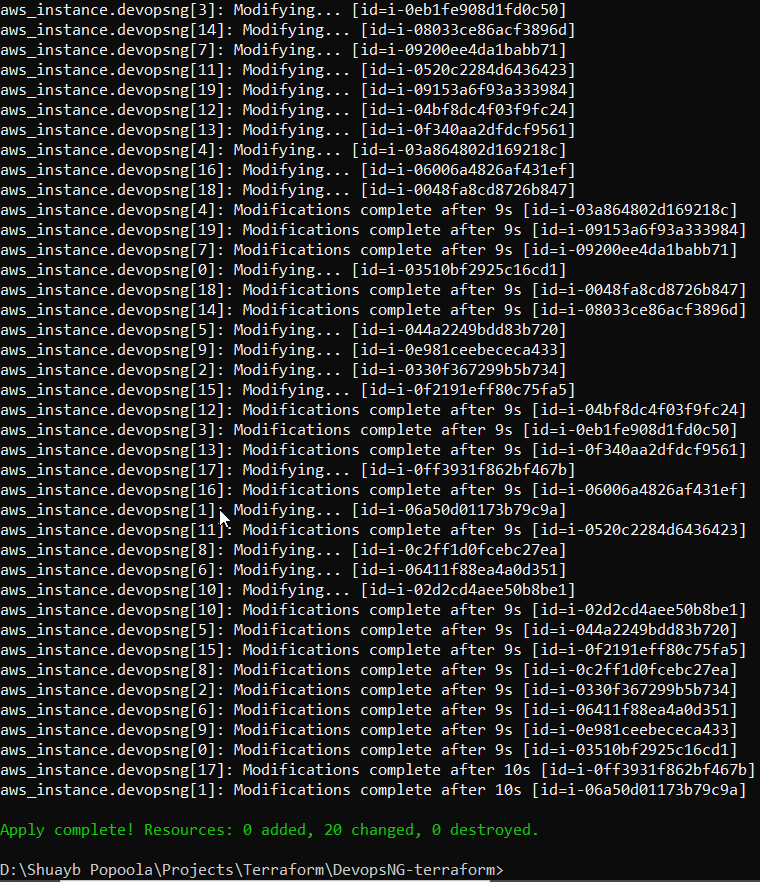 aws_instance.devopsng[3]: Modifying... [id=i-0eb1fe908d1fd0c50]
aws_instance.devopsng[14]: Modifying... [id=i-08033ce86acf3896d]
aws_instance.devopsng[7]: Modifying... [id=i-09200ee4da1babb71]
aws_instance.devopsng[11]: Modifying... [id=i-0520c2284d6436423]
aws_instance.devopsng[19]: Modifying... [id=i-09153a6f93a333984]
aws_instance.devopsng[12]: Modifying... [id=i-04bf8dc4f03f9fc24]
aws_instance.devopsng[13]: Modifying... [id=i-0f340aa2dfdcf9561]
aws_instance.devopsng[4]: Modifying... [id=i-03a864802d169218c]
aws_instance.devopsng[16]: Modifying... [id=i-06006a4826af431ef]
aws_instance.devopsng[18]: Modifying... [id=i-0048fa8cd8726b847]
aws_instance.devopsng[4]: Modifications complete after 9s [id=i-03a864802d169218c]
aws_instance.devopsng[19]: Modifications complete after 9s [id=i-09153a6f93a333984]
aws_instance.devopsng[7]: Modifications complete after 9s [id=i-09200ee4da1babb71]
aws_instance.devopsng[0]: Modifying... [id=i-03510bf2925c16cd1]
aws_instance.devopsng[18]: Modifications complete after 9s [id=i-0048fa8cd8726b847]
aws_instance.devopsng[14]: Modifications complete after 9s [id=i-08033ce86acf3896d]
aws_instance.devopsng[5]: Modifying... [id=i-044a2249bdd83b720]
aws_instance.devopsng[9]: Modifying... [id=i-0e981ceebececa433]
aws_instance.devopsng[2]: Modifying... [id=i-0330f367299b5b734]
aws_instance.devopsng[15]: Modifying... [id=i-0f2191eff80c75fa5]
aws_instance.devopsng[12]: Modifications complete after 9s [id=i-04bf8dc4f03f9fc24]
aws_instance.devopsng[3]: Modifications complete after 9s [id=i-0eb1fe908d1fd0c50]
aws_instance.devopsng[13]: Modifications complete after 9s [id=i-0f340aa2dfdcf9561]
aws_instance.devopsng[17]: Modifying... [id=i-0ff3931f862bf467b]
aws_instance.devopsng[16]: Modifications complete after 9s [id=i-06006a4826af431ef]
aws_instance.devopsng[1]: Modifying... [id=i-06a50d01173b79c9a]
aws_instance.devopsng[11]: Modifications complete after 9s [id=i-0520c2284d6436423]
aws_instance.devopsng[8]: Modifying... [id=i-0c2ff1d0fcebc27ea]
aws_instance.devopsng[6]: Modifying... [id=i-06411f88ea4a0d351]
aws_instance.devopsng[10]: Modifying... [id=i-02d2cd4aee50b8be1]
aws_instance.devopsng[10]: Modifications complete after 9s [id=i-02d2cd4aee50b8be1]
aws_instance.devopsng[5]: Modifications complete after 9s [id=i-044a2249bdd83b720]
aws_instance.devopsng[15]: Modifications complete after 9s [id=i-0f2191eff80c75fa5]
aws_instance.devopsng[8]: Modifications complete after 9s [id=i-0c2ff1d0fcebc27ea]
aws_instance.devopsng[2]: Modifications complete after 9s [id=i-0330f367299b5b734]
aws_instance.devopsng[6]: Modifications complete after 9s [id=i-06411f88ea4a0d351]
aws_instance.devopsng[9]: Modifications complete after 9s [id=i-0e981ceebececa433]
aws_instance.devopsng[0]: Modifications complete after 9s [id=i-03510bf2925c16cd1]
aws_instance.devopsng[17]: Modifications complete after 10s [id=i-0ff3931f862bf467b]
aws_instance.devopsng[1]: Modifications complete after 10s [id=i-06a50d01173b79c9a]
Apply complete! Resources: 0 added, 20 changed, 0 destroyed.
D:\Shuayb Popoola\Projects\Terraform\DevopsNG-terraform>